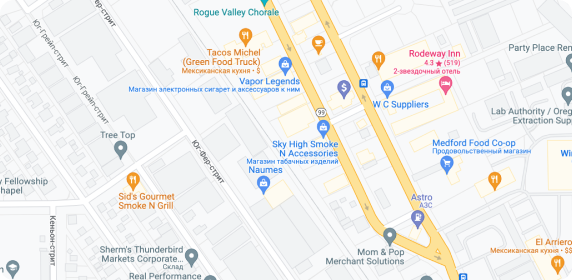 Rogue Valley Chorale
Юг-Грейп-стрит
Tacos Michel
(Green Food Truck)
Мексиканская кухня • $
Rodeway Inn
4.3 ★ (519)
2-звездочный отель
Party Place Ren
Vapor Legends
Магазин электронных сигарет и аксессуаров к ним
Юг-Грейп-стрит
W C Suppliers
99
Lab Authority / Oreg
Extraction Sup
Tree Top
Sky High Smoke
N Accessories
Магазин табачных изделий
Medford Food Co-op
Продовольственный магазин
Юг-Фер-стрит
Naumes
Wi
y Fellowship
hapel
Sid's Gourmet
Smoke N Grill
Astro
АЗС
Кеньон-стрит
Sherm's Thunderbird
Markets Corporate...
Склад
Mom & Pop
Merchant Solutions
El Arriero
Мексиканская кухня • $$
Real Performance